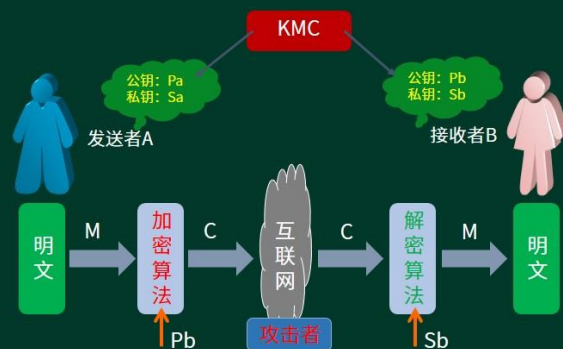 KMC
公钥：Pa
私钥：Sa
公钥：Pb
私钥：Sb
发送者A
接收者B
明文
M
加密算法
C
互联网
C
解密算法
M
明文
攻击者
Pb
Sb